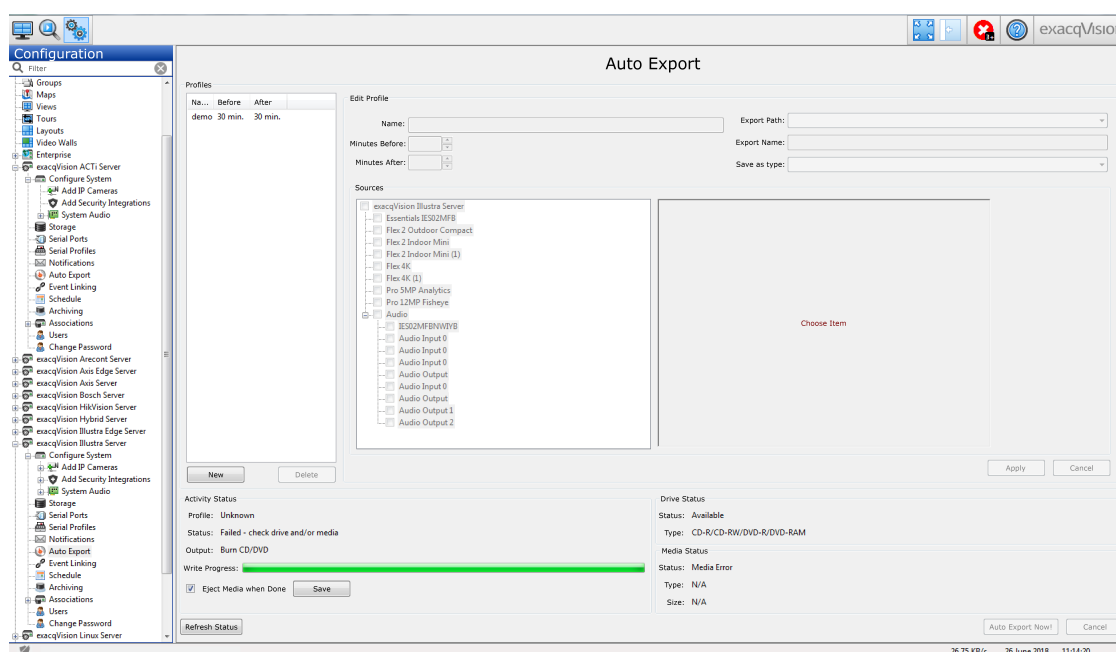 exacqVisio
Configuration
Filter
Groups
Maps
Views
Tours
Layouts
Video Walls
Enterprise
exacqVision ACTi Server
Configure System
Add IP Cameras
Add Security Integrations
System Audio
Storage
Serial Ports
Serial Profiles
Notifications
Auto Export
Event Linking
Schedule
Archiving
Associations
Users
Change Password
exacqVision Arecont Server
exacqVision Axis Edge Server
exacqVision Axis Server
exacqVision Bosch Server
exacqVision HikVision Server
exacqVision Hybrid Server
exacqVision Illustra Edge Server
exacqVision Illustra Server
Configure System
Add IP Cameras
Add Security Integrations
System Audio
Storage
Serial Ports
Serial Profiles
Notifications
Auto Export
Event Linking
Schedule
Archiving
Associations
Users
Change Password
exacqVision Linux Server
Auto Export
Profiles
Na... Before After
demo 30 min. 30 min.
New Delete
Edit Profile
Name:
Minutes Before:
Minutes After:
Export Path:
Export Name:
Save as type:
Sources
exacqVision Illustra Server
Essentials IES02MFB
Flex 2 Outdoor Compact
Flex 2 Indoor Mini
Flex 2 Indoor Mini (1)
Flex 4K
Flex 4K (1)
Pro 5MP Analytics
Pro 12MP Fisheye
Audio
IES02MFBNWIYB
Audio Input 0
Audio Input 0
Audio Input 0
Audio Output
Audio Input 0
Audio Output
Audio Output 1
Audio Output 2
Choose Item
Apply Cancel
Activity Status
Profile: Unknown
Status: Failed - check drive and/or media
Output: Burn CD/DVD
Write Progress:
Eject Media when Done Save
Drive Status
Status: Available
Type: CD-R/CD-RW/DVD-R/DVD-RAM
Media Status
Status: Media Error
Type: N/A
Size: N/A
Refresh Status
Auto Export Now! Cancel
26.75 KB/s 26 June 2018 11:14:20